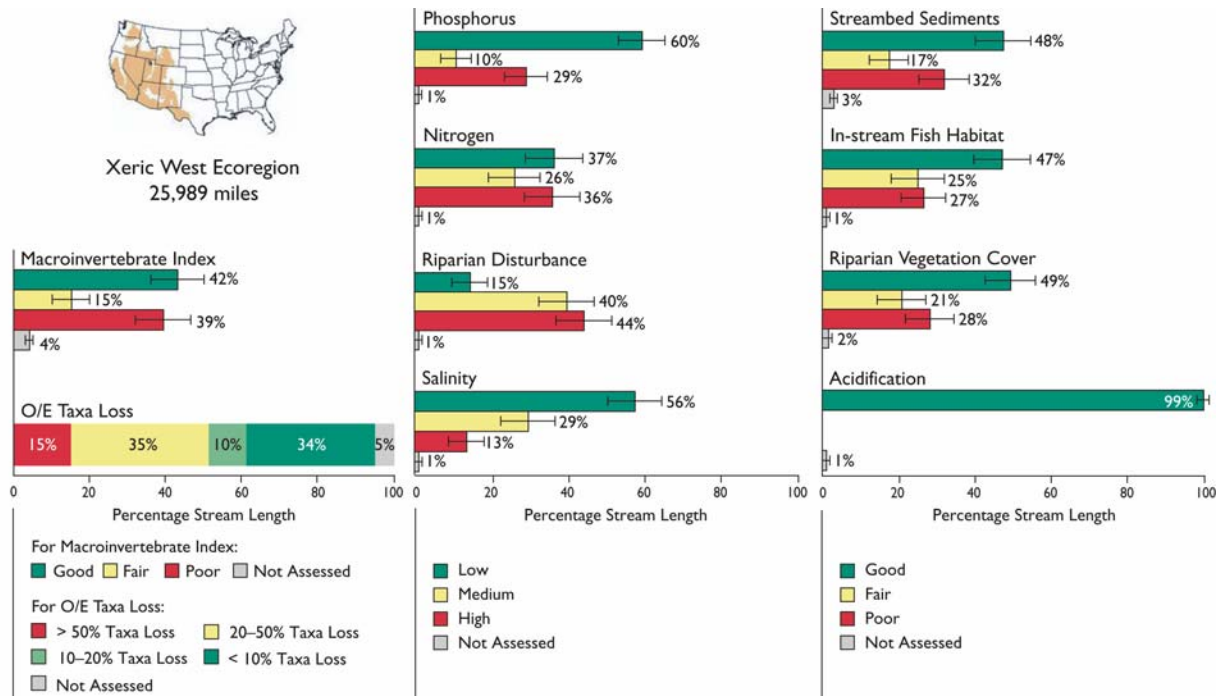 Xeric West Ecoregion
25,989 miles
Macroinvertebrate Index
42%
15%
39%
4%
O/E Taxa Loss
15% 35% 10% 34% 5%
0 20 40 60 80 100
Percentage Stream Length
For Macroinvertebrate Index:
Good Fair Poor Not Assessed
For O/E Taxa Loss:
> 50% Taxa Loss 20–50% Taxa Loss
10–20% Taxa Loss < 10% Taxa Loss
Not Assessed
Phosphorus
60%
10%
29%
1%
Nitrogen
37%
26%
36%
1%
Riparian Disturbance
15%
40%
44%
1%
Salinity
56%
29%
13%
1%
0 20 40 60 80 100
Percentage Stream Length
Low
Medium
High
Not Assessed
Streambed Sediments
48%
17%
32%
3%
In-stream Fish Habitat
47%
25%
27%
1%
Riparian Vegetation Cover
49%
21%
28%
2%
Acidification
99%
1%
0 20 40 60 80 100
Percentage Stream Length
Good
Fair
Poor
Not Assessed